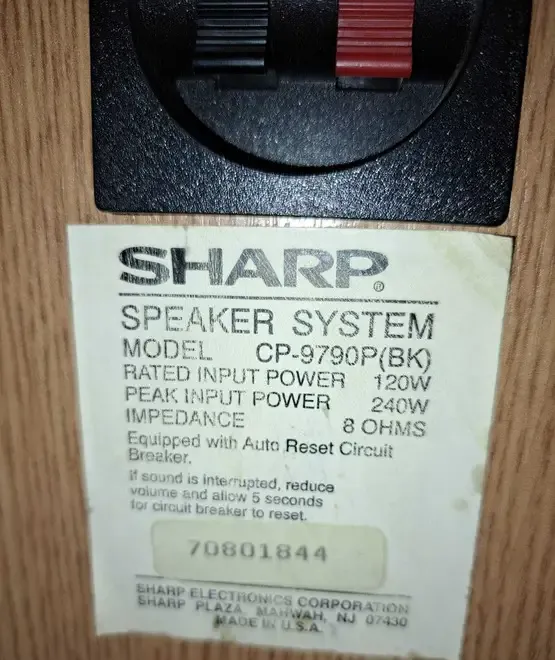 SHARP®
SPEAKER SYSTEM
MODEL CP-9790P(BK)
RATED INPUT POWER 120W
PEAK INPUT POWER 240W
IMPEDANCE 8 OHMS
Equipped with Auto Reset Circuit
Breaker.
If sound is interrupted, reduce
volume and allow 5 seconds
for circuit breaker to reset.
70801844
SHARP ELECTRONICS CORPORATION
SHARP PLAZA, MAHWAH, NJ 07430
MADE IN U.S.A.